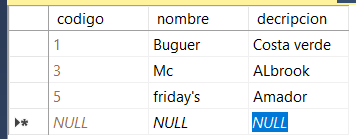 codigo nombre decripcion
1 Buguer Costa verde
3 Mc ALbrook
5 friday's Amador
NULL NULL NULL